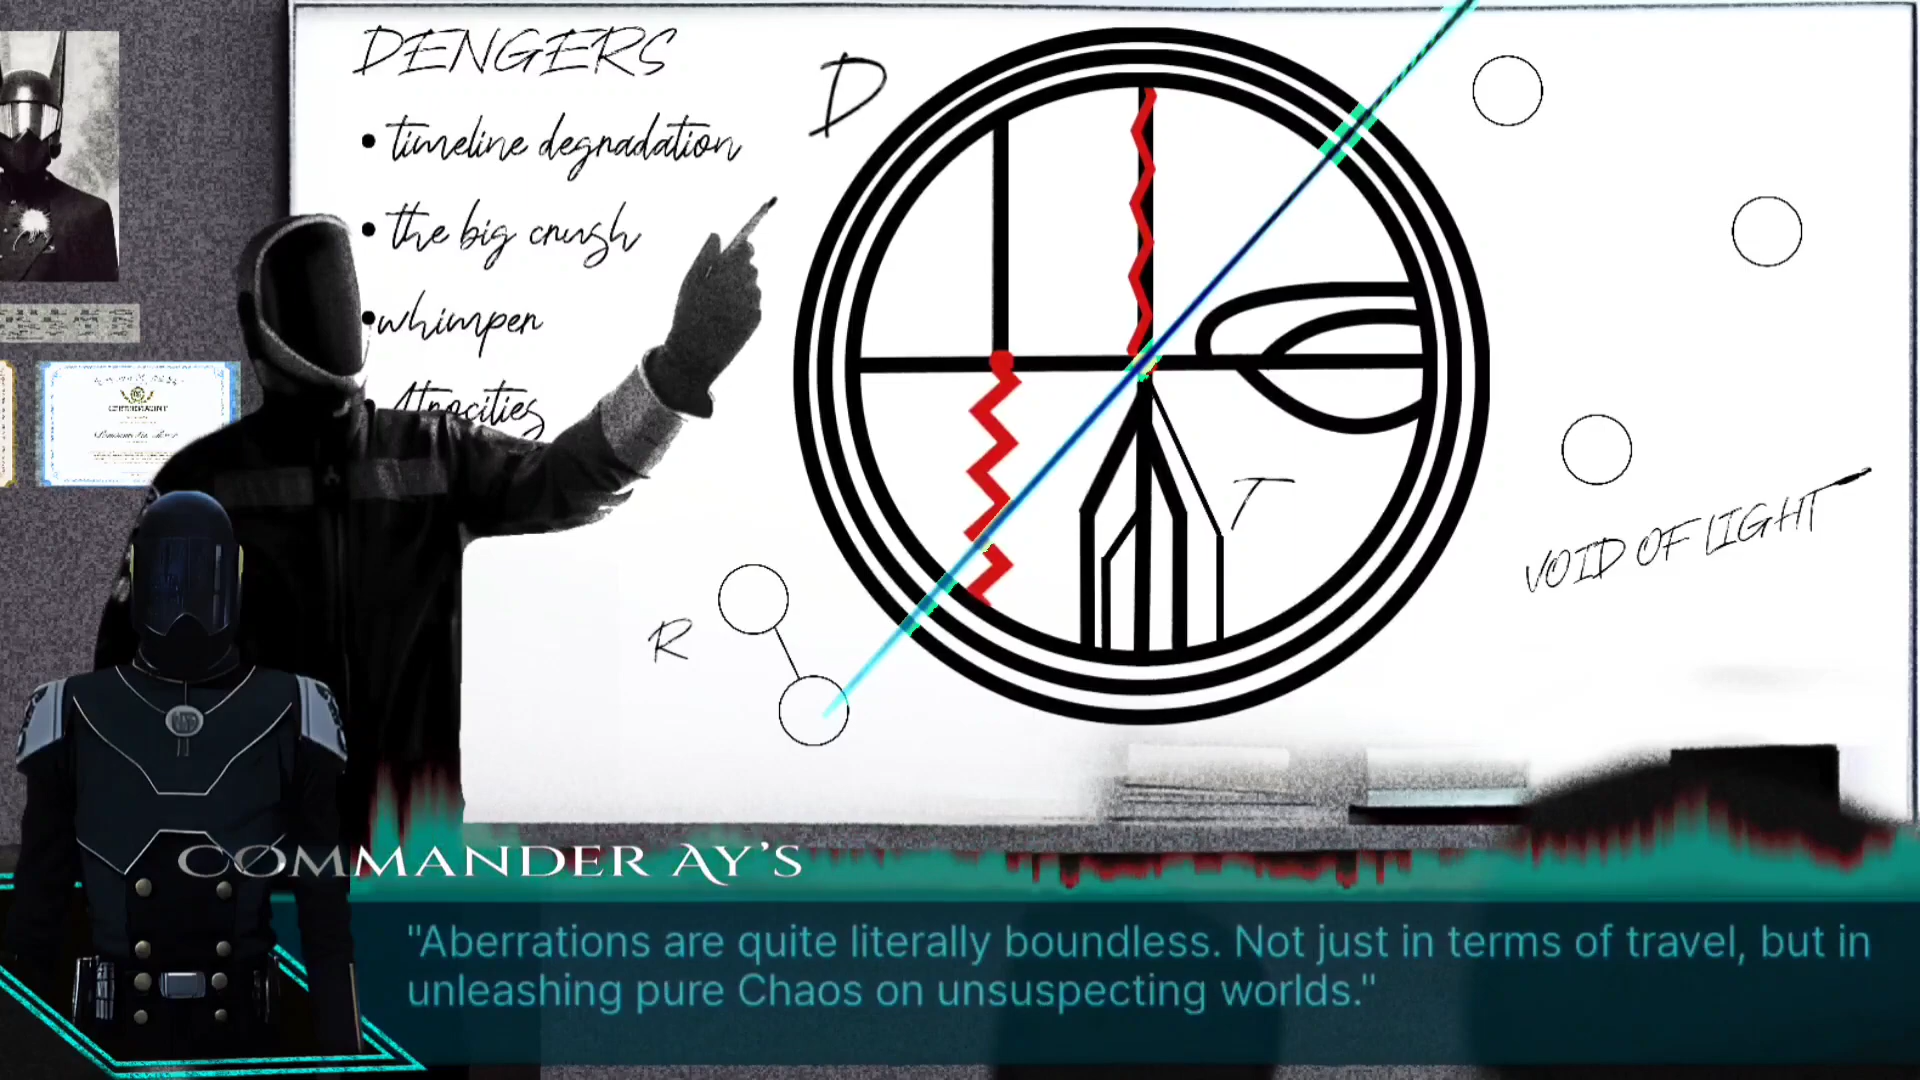 DENGERS
• timeline degradation
• the big crush
• whimper
Atrocities
D
T
R
VOID OF LIGHT
COMMANDER AY'S
"Aberrations are quite literally boundless. Not just in terms of travel, but in
unleashing pure Chaos on unsuspecting worlds."